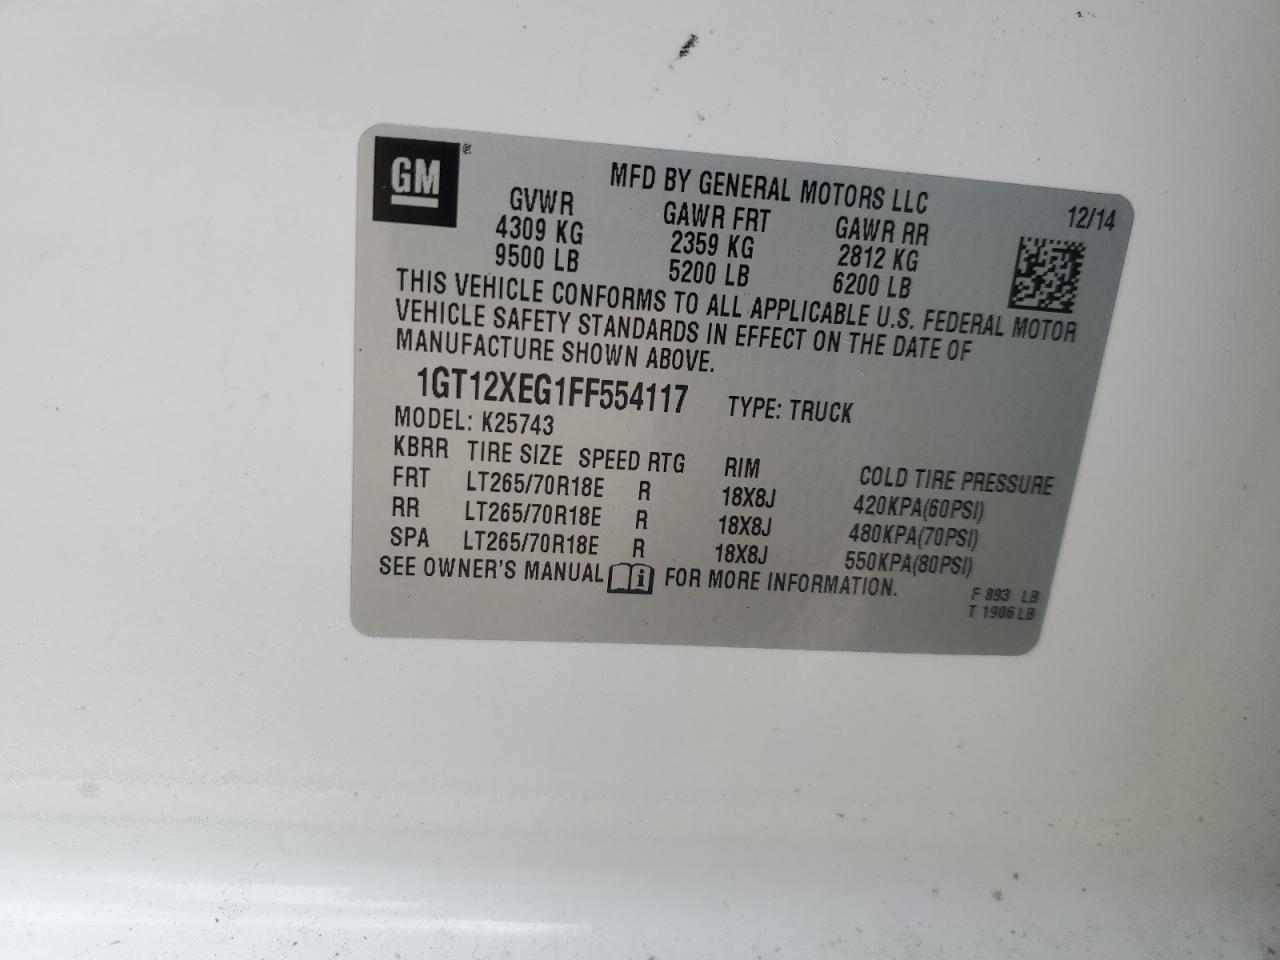 GM ®
MFD BY GENERAL MOTORS LLC
12/14
GVWR GAWR FRT GAWR RR
4309 KG 2359 KG 2812 KG
9500 LB 5200 LB 6200 LB
THIS VEHICLE CONFORMS TO ALL APPLICABLE U.S. FEDERAL MOTOR
VEHICLE SAFETY STANDARDS IN EFFECT ON THE DATE OF
MANUFACTURE SHOWN ABOVE.
1GT12XEG1FF554117 TYPE: TRUCK
MODEL: K25743
KBRR TIRE SIZE SPEED RTG RIM COLD TIRE PRESSURE
FRT LT265/70R18E R 18X8J 420KPA(60PSI)
RR LT265/70R18E R 18X8J 480KPA(70PSI)
SPA LT265/70R18E R 18X8J 550KPA(80PSI)
SEE OWNER'S MANUAL i FOR MORE INFORMATION.
F 893 LB
T 1906 LB